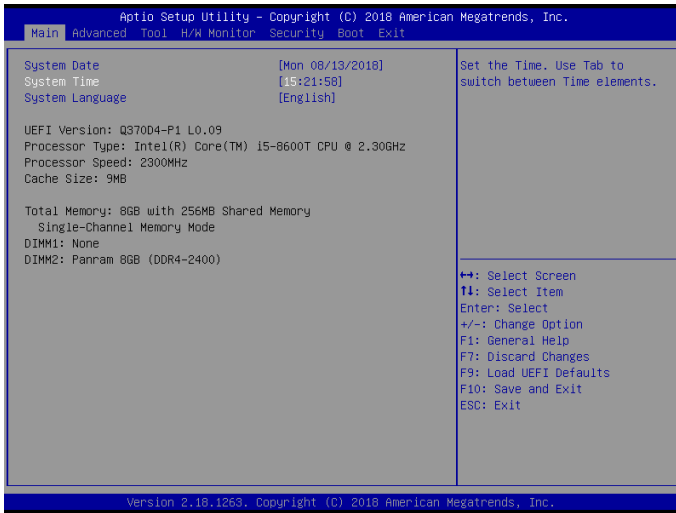 Aptio Setup Utility – Copyright (C) 2018 American Megatrends, Inc.
Main Advanced Tool H/W Monitor Security Boot Exit
System Date [Mon 08/13/2018]
System Time [15:21:58]
System Language [English]
UEFI Version: Q370D4-P1 L0.09
Processor Type: Intel(R) Core(TM) i5-8600T CPU @ 2.30GHz
Processor Speed: 2300MHz
Cache Size: 9MB
Total Memory: 8GB with 256MB Shared Memory
Single-Channel Memory Mode
DIMM1: None
DIMM2: Panram 8GB (DDR4-2400)
Set the Time. Use Tab to
switch between Time elements.
↔: Select Screen
↑↓: Select Item
Enter: Select
+/-: Change Option
F1: General Help
F7: Discard Changes
F9: Load UEFI Defaults
F10: Save and Exit
ESC: Exit
Version 2.18.1263. Copyright (C) 2018 American Megatrends, Inc.